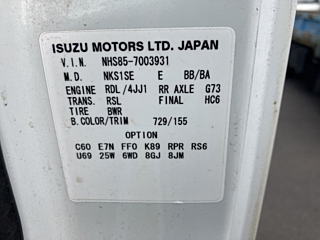 ISUZU MOTORS LTD. JAPAN
V.I.N. NHS85-7003931
M.D. NKS1SE E BB/BA
ENGINE RDL/4JJ1 RR AXLE G73
TRANS. RSL FINAL HC6
TIRE BWR
B.COLOR/TRIM 729/155
OPTION
C60 E7N FF0 K89 RPR RS6
U69 25W 6WD 8GJ 8JM